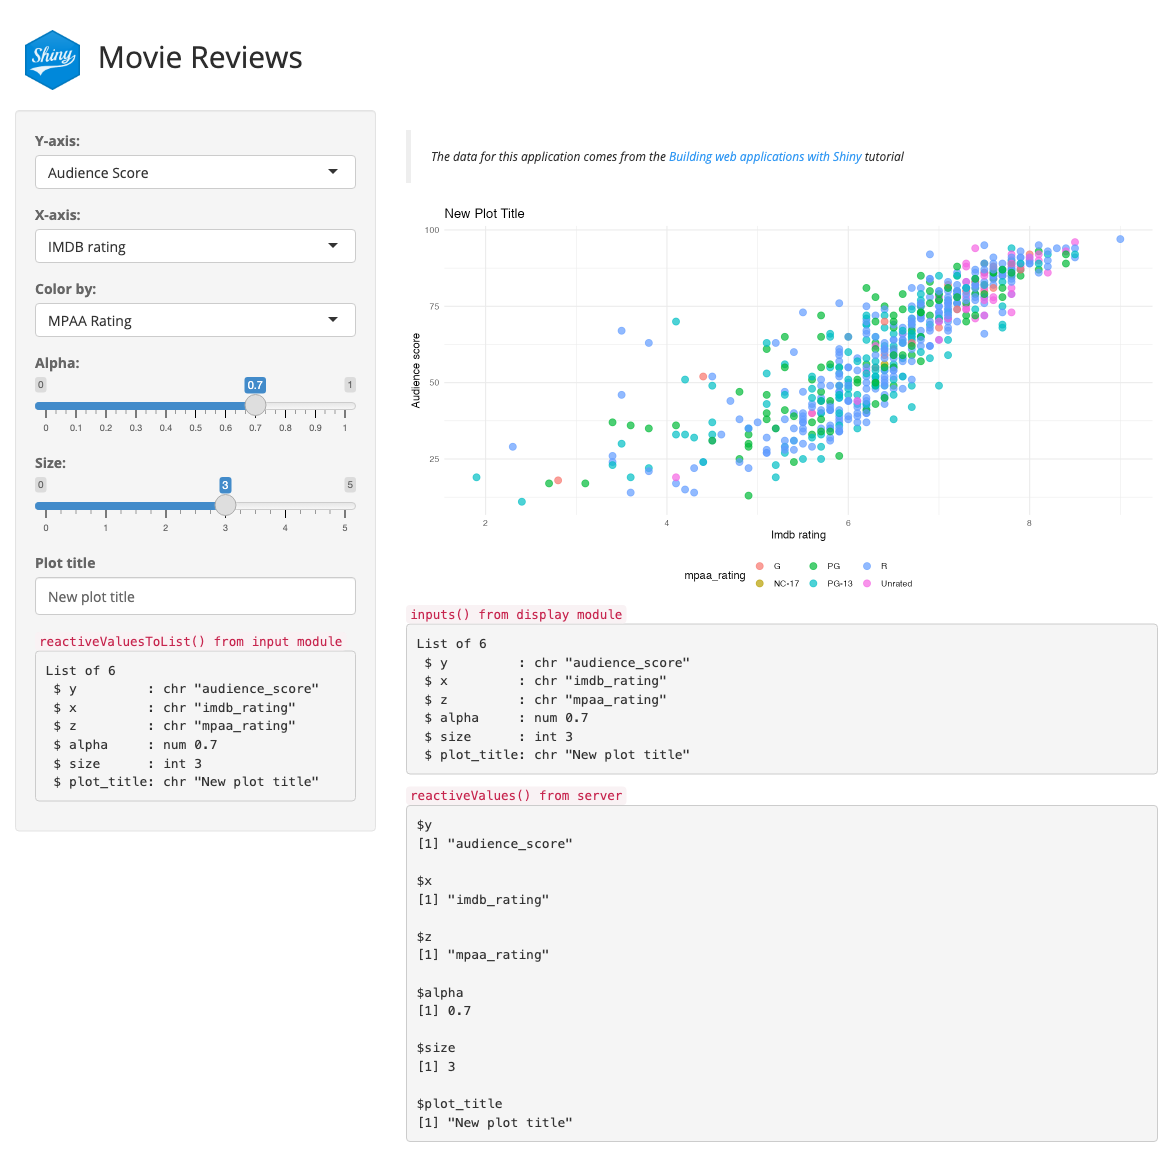 Shiny
Movie Reviews
Y-axis:
Audience Score
X-axis:
IMDB rating
Color by:
MPAA Rating
Alpha:
0 0.7 1
0 0.1 0.2 0.3 0.4 0.5 0.6 0.7 0.8 0.9 1
Size:
0 3 5
0 1 2 3 4 5
Plot title
New plot title
reactiveValuesToList() from input module
List of 6
$ y : chr "audience_score"
$ x : chr "imdb_rating"
$ z : chr "mpaa_rating"
$ alpha : num 0.7
$ size : int 3
$ plot_title: chr "New plot title"
The data for this application comes from the Building web applications with Shiny tutorial
New Plot Title
100
75
50
25
Audience score
2 4 6 8
Imdb rating
mpaa_rating
G PG R
NC-17 PG-13 Unrated
inputs() from display module
List of 6
$ y : chr "audience_score"
$ x : chr "imdb_rating"
$ z : chr "mpaa_rating"
$ alpha : num 0.7
$ size : int 3
$ plot_title: chr "New plot title"
reactiveValues() from server
$y
[1] "audience_score"
$x
[1] "imdb_rating"
$z
[1] "mpaa_rating"
$alpha
[1] 0.7
$size
[1] 3
$plot_title
[1] "New plot title"